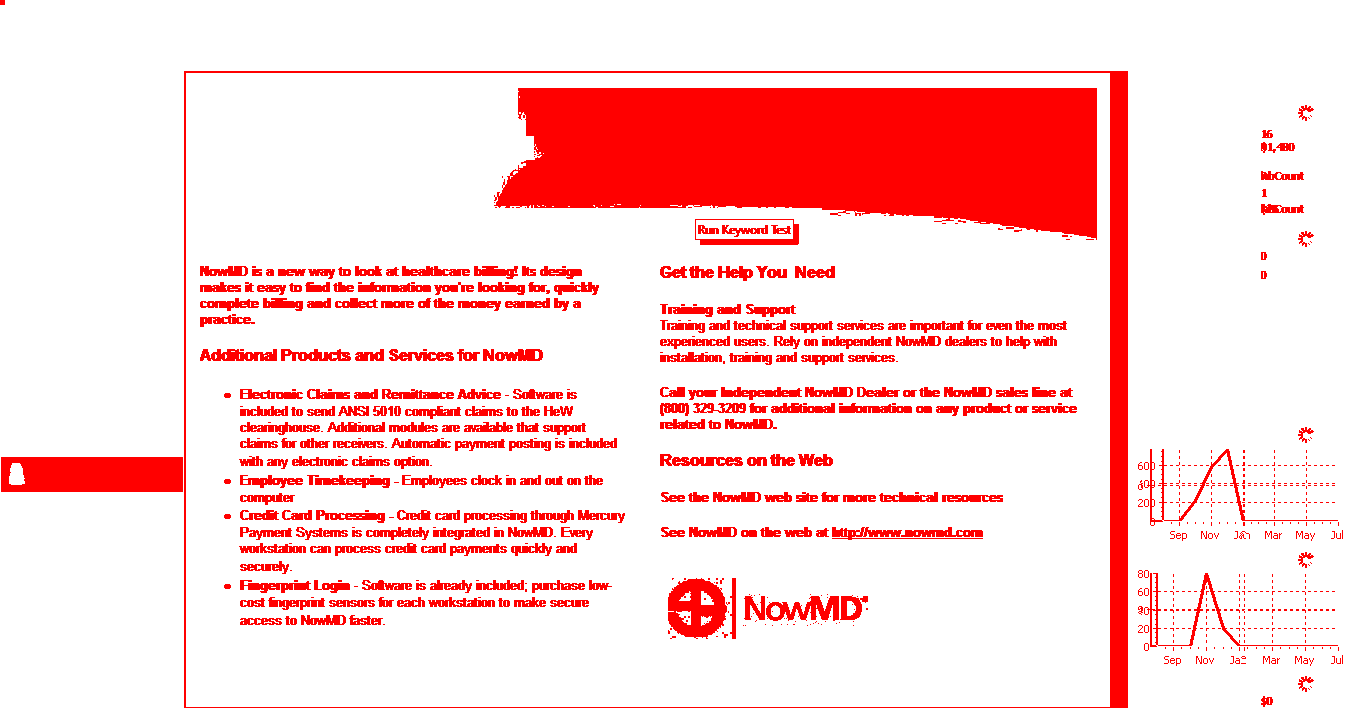 Run Keyword Test
NowMD is a new way to look at healthcare billing! Its design
makes it easy to find the information you're looking for, quickly
complete billing and collect more of the money earned by a
practice.
Additional Products and Services for NowMD
Electronic Claims and Remittance Advice - Software is
included to send ANSI 5010 compliant claims to the HeW
clearinghouse. Additional modules are available that support
claims for other receivers. Automatic payment posting is included
with any electronic claims option.
Employee Timekeeping - Employees clock in and out on the
computer
Credit Card Processing - Credit card processing through Mercury
Payment Systems is completely integrated in NowMD. Every
workstation can process credit card payments quickly and
securely.
Fingerprint Login - Software is already included; purchase low-
cost fingerprint sensors for each workstation to make secure
access to NowMD faster.
Get the Help You Need
Training and Support
Training and technical support services are important for even the most
experienced users. Rely on independent NowMD dealers to help with
installation, training and support services.
Call your Independent NowMD Dealer or the NowMD sales line at
(800) 329-3209 for additional information on any product or service
related to NowMD.
Resources on the Web
See the NowMD web site for more technical resources
See NowMD on the web at http://www.nowmd.com
NowMD
16
Count
1
Count
0
0
600
400
200
0
Sep Nov Jan Mar May Jul
80
60
20
0
Sep Nov Mar May Jul
$0